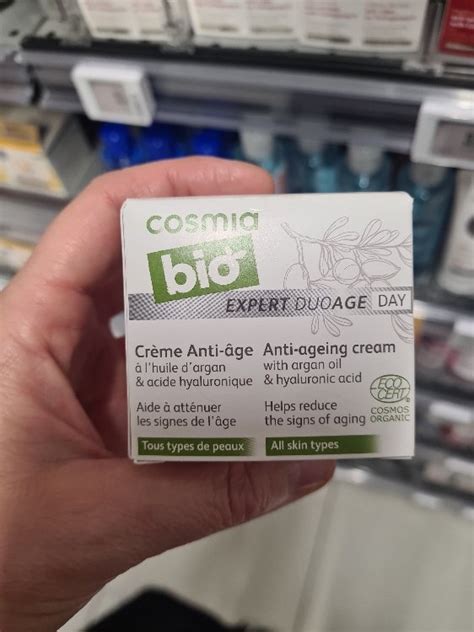 cosmia
bio
EXPERT DUOAGE DAY
Crème Anti-âge
à l'huile d'argan
& acide hyaluronique
Aide à atténuer
les signes de l'âge
Tous types de peaux
Anti-ageing cream
with argan oil
& hyaluronic acid
Helps reduce
the signs of aging
All skin types
ECO
CERT
COSMOS
ORGANIC